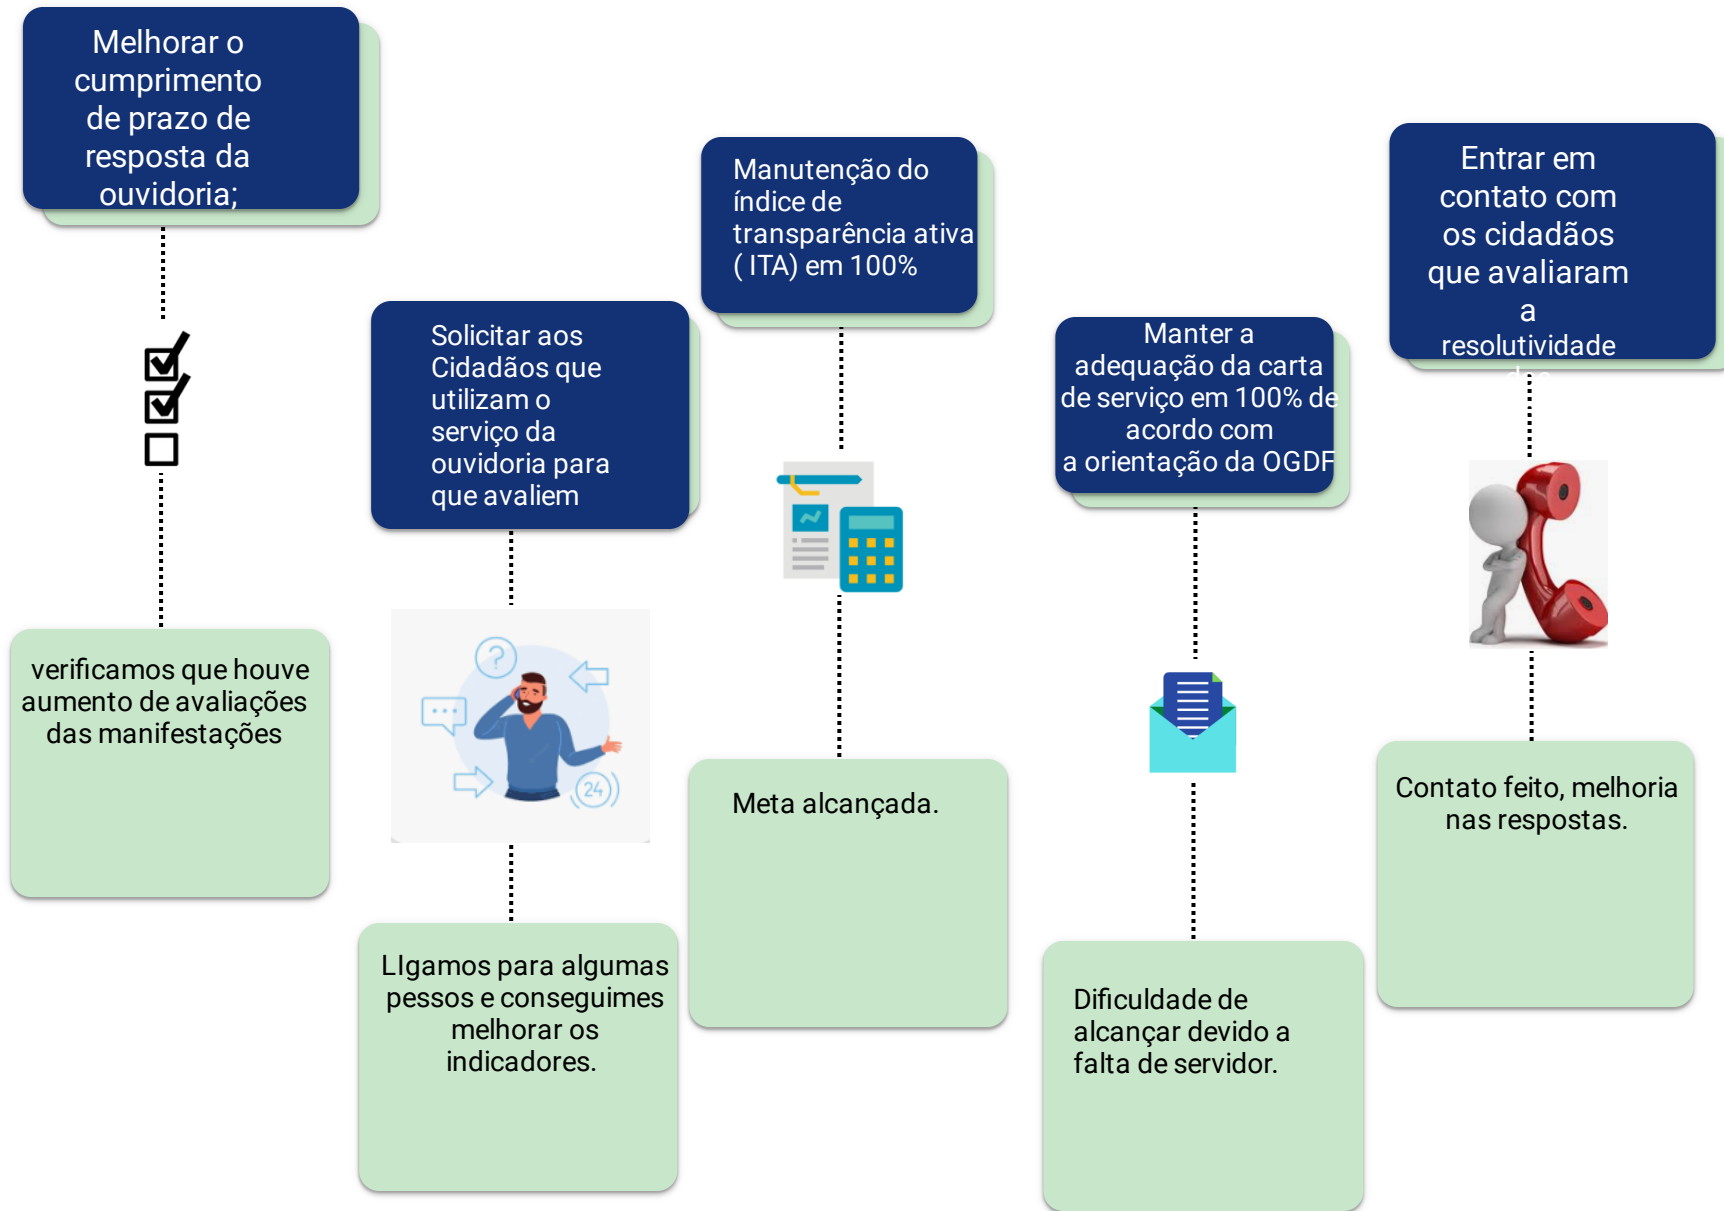 Melhorar o
cumprimento
de prazo de
resposta da
ouvidoria;
verificamos que houve
aumento de avaliações
das manifestações
Solicitar aos
Cidadãos que
utilizam o
serviço da
ouvidoria para
que avaliem
?
24
LIgamos para algumas
pessos e conseguimes
melhorar os
indicadores.
Manutenção do
índice de
transparência ativa
( ITA) em 100%
Meta alcançada.
Manter a
adequação da carta
de serviço em 100% de
acordo com
a orientação da OGDF
Dificuldade de
alcançar devido a
falta de servidor.
Entrar em
contato com
os cidadãos
que avaliaram
a
resolutividade
Contato feito, melhoria
nas respostas.